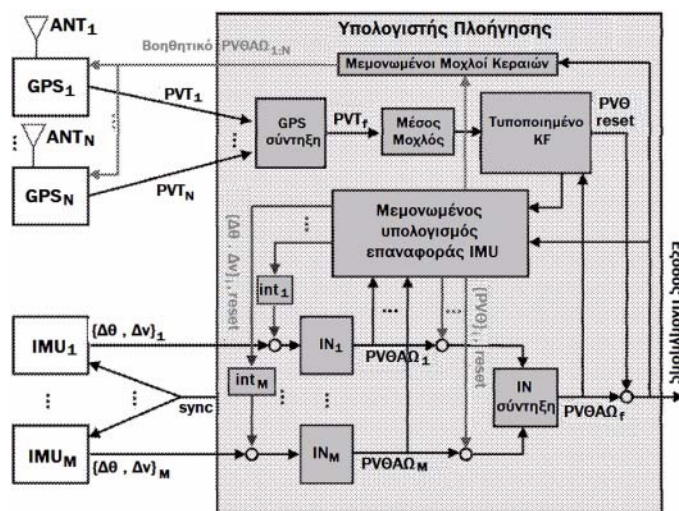 Υπολογιστής Πλοήγησης
ANT1
Βοηθητικό PVΘΑΩ1:N
Μεμονωμένοι Μοχλοί Κεραιών
GPS1
PVT1
ANTN
GPS
σύντηξη
PVTf
Μέσος
Μοχλός
Τυποποιημένο
KF
PVΘ
reset
GPSN
PVTN
Μεμονωμένος
υπολογισμός
επαναφοράς IMU
{Δθ , Δv}i, reset
int1
{PVΘ}i, reset
Έξοδος Πλοήγησης
IMU1
{Δθ , Δv}1
IN1
PVΘΑΩ1
intM
sync
IN
σύντηξη
PVΘΑΩf
IMUM
{Δθ , Δv}M
INM
PVΘΑΩM